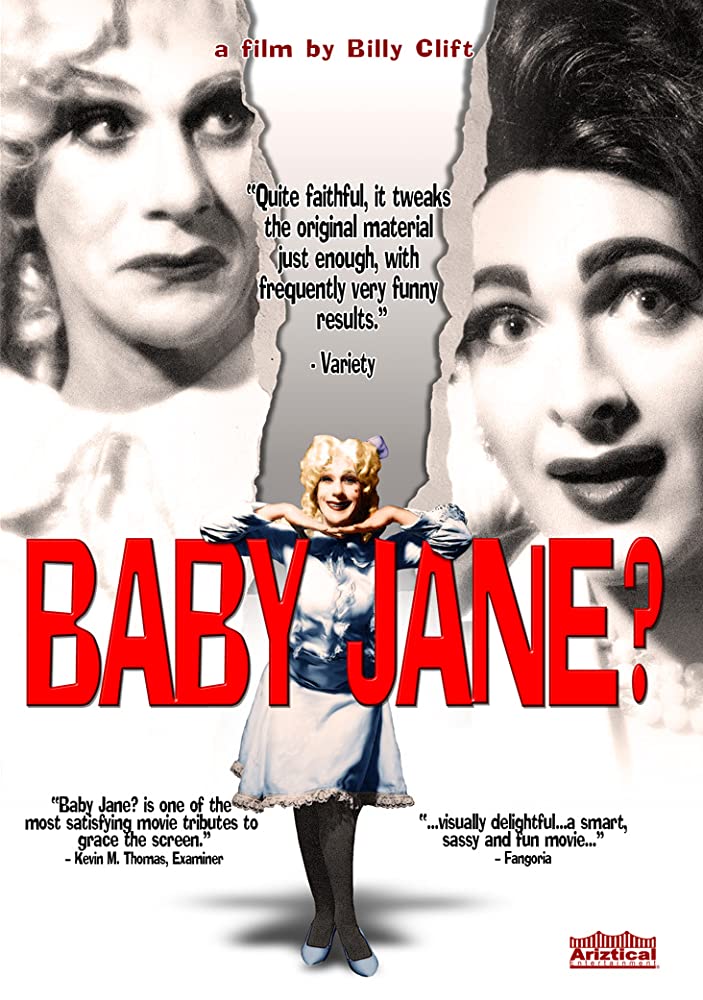 a film by Billy Clift
"Quite faithful, it tweaks
the original material
just enough, with
frequently very funny
results."
- Variety
BABY JANE?
"Baby Jane? is one of the
most satisfying movie tributes to
grace the screen."
- Kevin M. Thomas, Examiner
"...visually delightful...a smart,
sassy and fun movie..."
- Fangoria
Ariztical
Entertainment